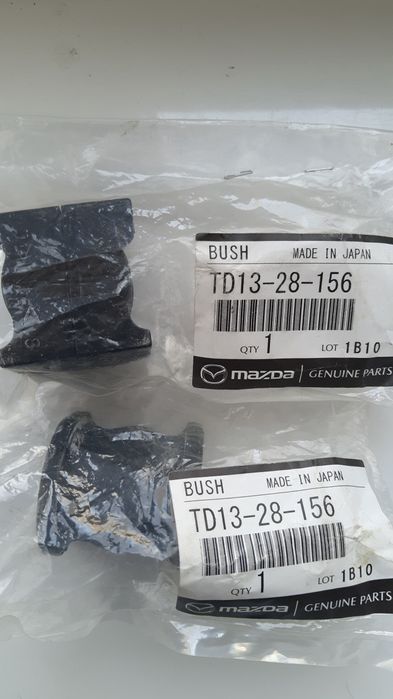 BUSH MADE IN JAPAN
TD13-28-156
QTY 1 LOT 1B10
mazda GENUINE PARTS
BUSH MADE IN JAPAN
TD13-28-156
QTY 1 LOT 1B10
mazda GENUINE PARTS